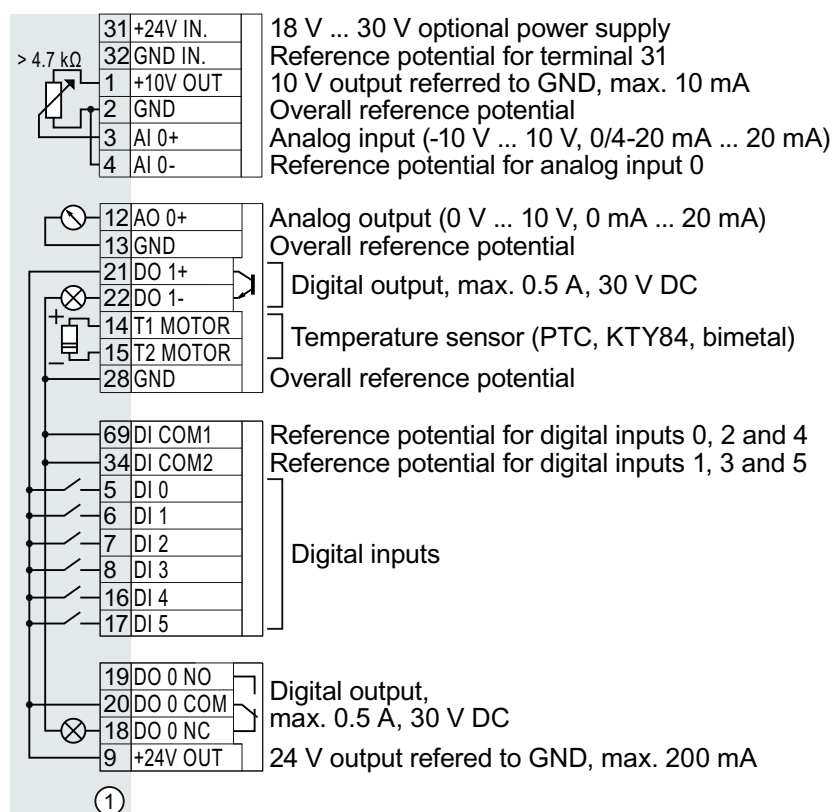 31 +24V IN. 18 V ... 30 V optional power supply
32 GND IN. Reference potential for terminal 31
> 4.7 kΩ
1 +10V OUT 10 V output referred to GND, max. 10 mA
2 GND Overall reference potential
3 AI 0+ Analog input (-10 V ... 10 V, 0/4-20 mA ... 20 mA)
4 AI 0- Reference potential for analog input 0
12 AO 0+ Analog output (0 V ... 10 V, 0 mA ... 20 mA)
13 GND Overall reference potential
21 DO 1+
Digital output, max. 0.5 A, 30 V DC
22 DO 1-
+
14 T1 MOTOR
Temperature sensor (PTC, KTY84, bimetal)
15 T2 MOTOR
–
28 GND Overall reference potential
69 DI COM1 Reference potential for digital inputs 0, 2 and 4
34 DI COM2 Reference potential for digital inputs 1, 3 and 5
5 DI 0
6 DI 1
7 DI 2
Digital inputs
8 DI 3
16 DI 4
17 DI 5
19 DO 0 NO
Digital output,
20 DO 0 COM
max. 0.5 A, 30 V DC
18 DO 0 NC
9 +24V OUT 24 V output refered to GND, max. 200 mA
①